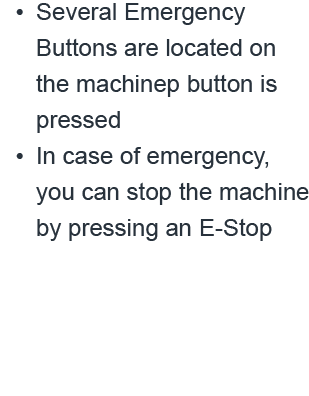 • Several Emergency
Buttons are located on
the machinep button is
pressed
• In case of emergency,
you can stop the machine
by pressing an E-Stop